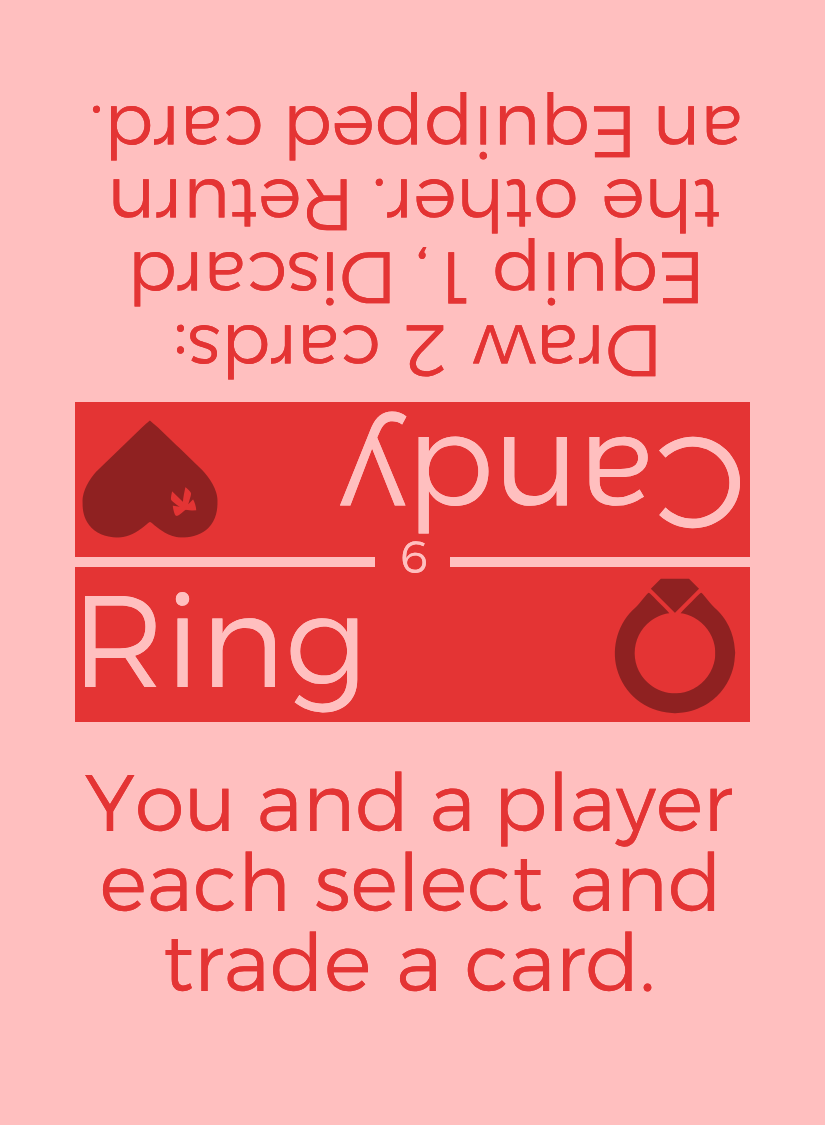 Candy
Draw 2 cards:
Equip 1, Discard
the other. Return
an Equipped card.
9
Ring
You and a player
each select and
trade a card.